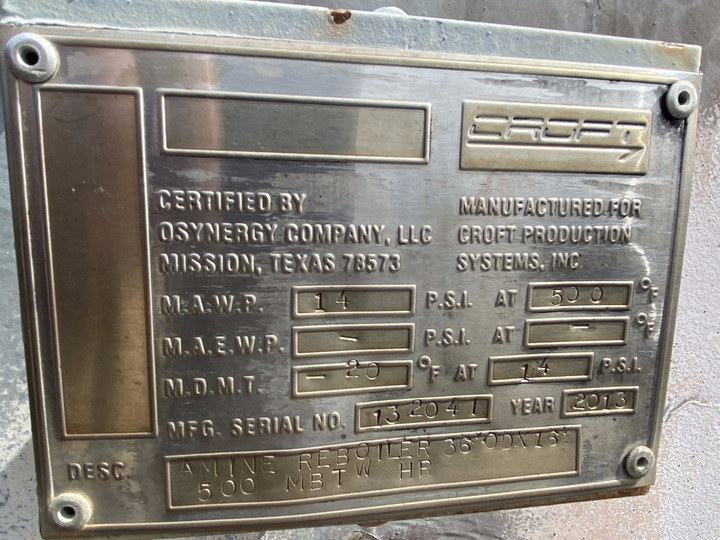 CROFT
CERTIFIED BY
OSYNERGY COMPANY, LLC
MISSION, TEXAS 78573
MANUFACTURED FOR
CROFT PRODUCTION
SYSTEMS, INC
M.A.W.P. 14 P.S.I. AT 500 °F
M.A.E.W.P. - P.S.I. AT - °F
M.D.M.T. -20 °F AT 14 P.S.I.
MFG. SERIAL NO. 132041 YEAR 2013
DESC. AMINE REBOILER 36"ODX16'
500 MBTW HR